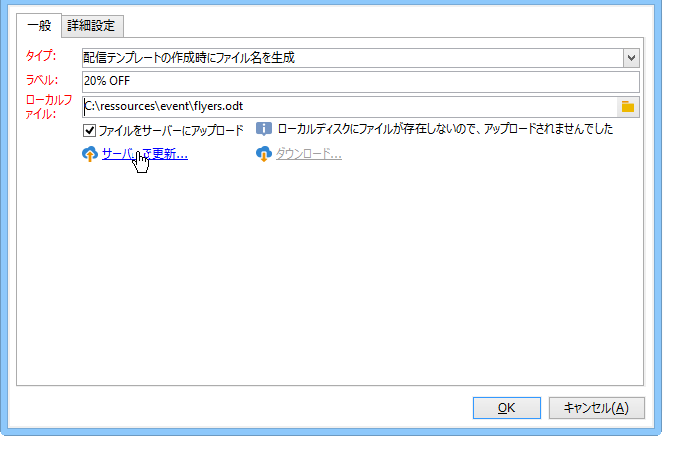 一般 詳細設定
タイプ: 配信テンプレートの作成時にファイル名を生成
ラベル: 20% OFF
ローカルフ
ァイル: C:\ressources\event\flyers.odt
ファイルをサーバーにアップロード ローカルディスクにファイルが存在しないので、アップロードされませんでした
サーバ で更新... ダウンロード...
OK キャンセル(A)